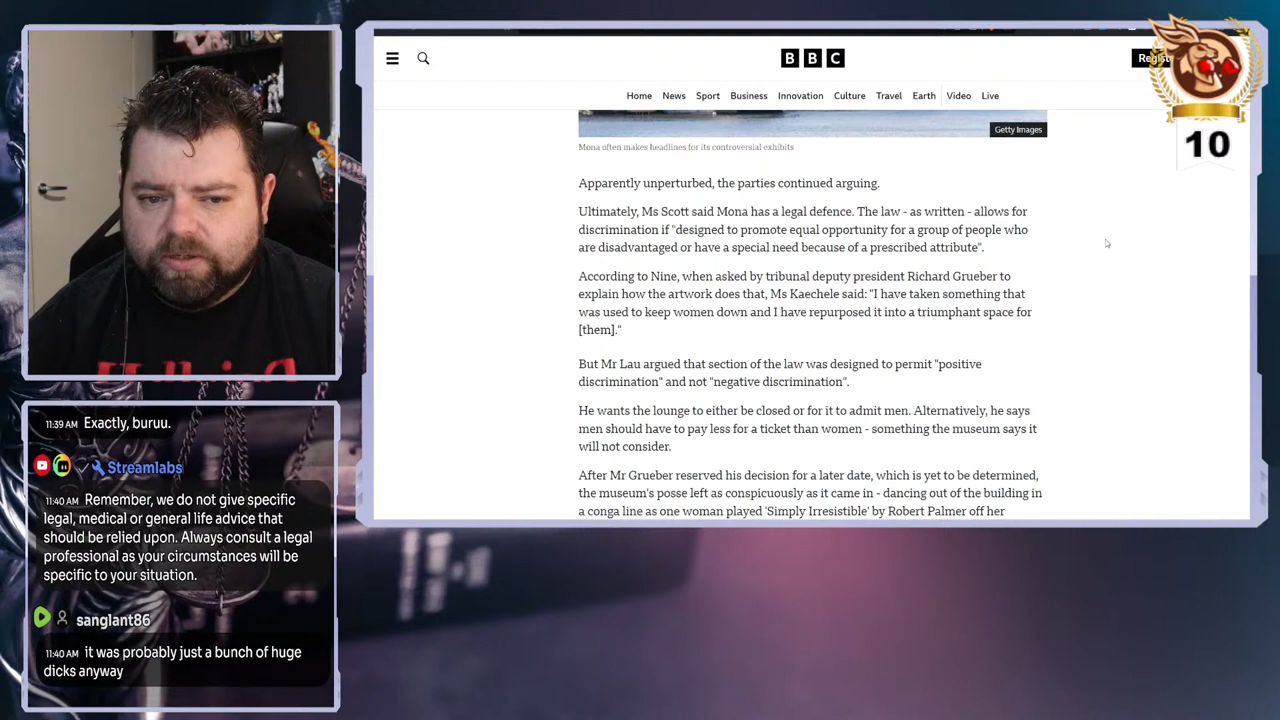 BBC
Home News Sport Business Innovation Culture Travel Earth Video Live
10
Getty Images
Mona often makes headlines for its controversial exhibits
Apparently unperturbed, the parties continued arguing.
Ultimately, Ms Scott said Mona has a legal defence. The law - as written - allows for
discrimination if "designed to promote equal opportunity for a group of people who
are disadvantaged or have a special need because of a prescribed attribute".
According to Nine, when asked by tribunal deputy president Richard Grueber to
explain how the artwork does that, Ms Kaechele said: "I have taken something that
was used to keep women down and I have repurposed it into a triumphant space for
[them]."
But Mr Lau argued that section of the law was designed to permit "positive
discrimination" and not "negative discrimination".
He wants the lounge to either be closed or for it to admit men. Alternatively, he says
men should have to pay less for a ticket than women - something the museum says it
will not consider.
After Mr Grueber reserved his decision for a later date, which is yet to be determined,
the museum's posse left as conspicuously as it came in - dancing out of the building in
a conga line as one woman played 'Simply Irresistible' by Robert Palmer off her
11:39 AM Exactly, buruu.
Streamlabs
11:40 AM Remember, we do not give specific
legal, medical or general life advice that
should be relied upon. Always consult a legal
professional as your circumstances will be
specific to your situation.
sanglant86
11:40 AM it was probably just a bunch of huge
dicks anyway